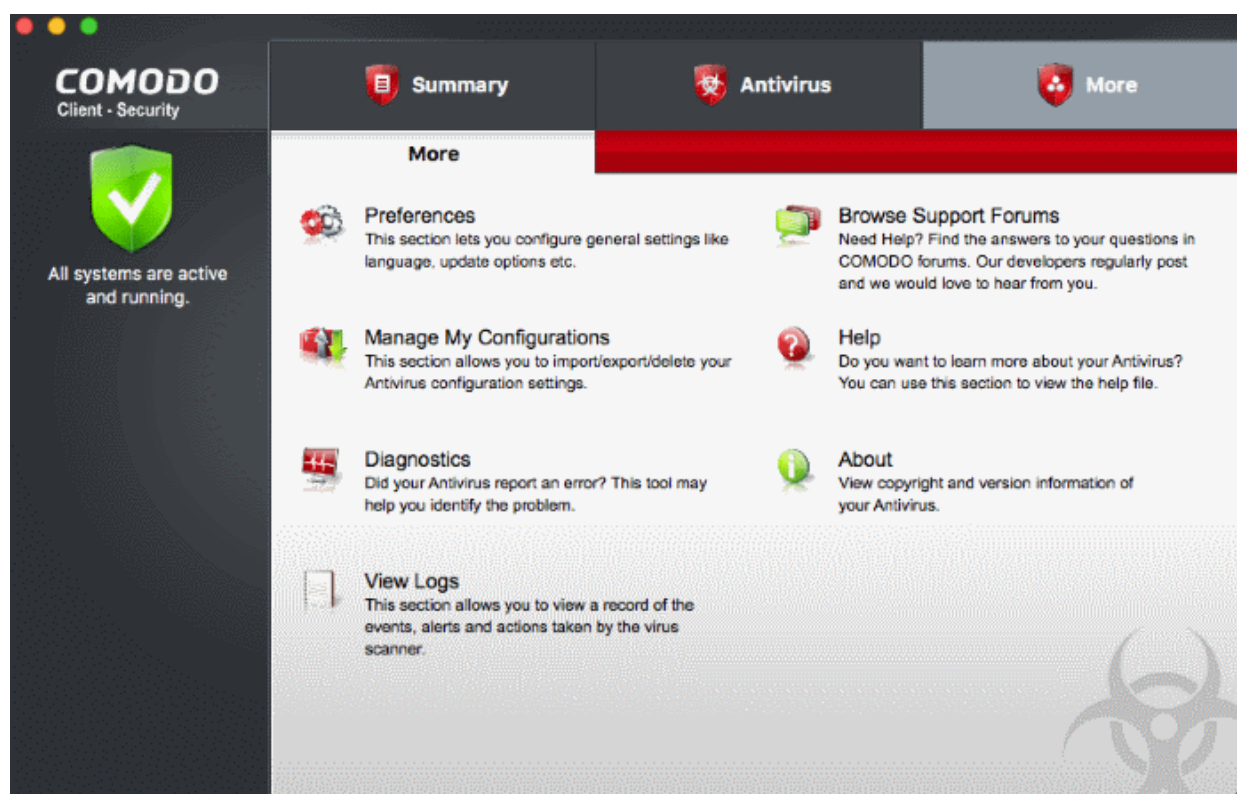 COMODO
Client - Security
Summary
Antivirus
More
All systems are active
and running.
More
Preferences
This section lets you configure general settings like
language, update options etc.
Manage My Configurations
This section allows you to import/export/delete your
Antivirus configuration settings.
Diagnostics
Did your Antivirus report an error? This tool may
help you identify the problem.
View Logs
This section allows you to view a record of the
events, alerts and actions taken by the virus
scanner.
Browse Support Forums
Need Help? Find the answers to your questions in
COMODO forums. Our developers regularly post
and we would love to hear from you.
Help
Do you want to learn more about your Antivirus?
You can use this section to view the help file.
About
View copyright and version information of
your Antivirus.